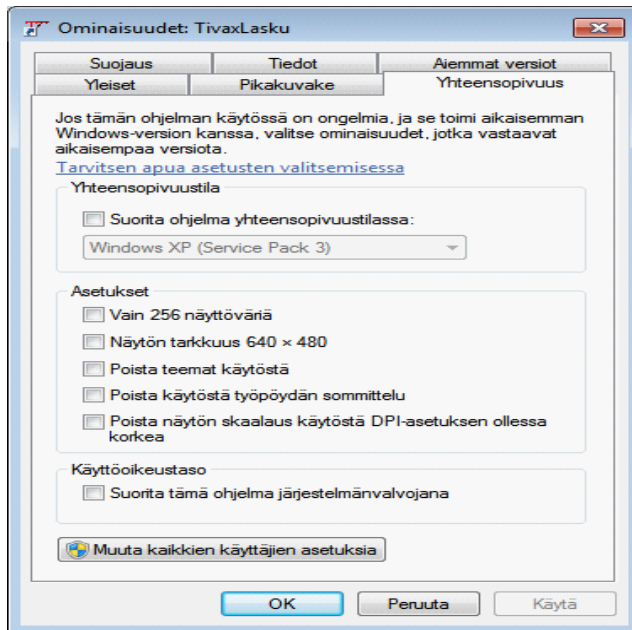 Ominaisuudet: TivaxLasku
Suojaus Tiedot Aiemmat versiot
Yleiset Pikakuvake Yhteensopivuus
Jos tämän ohjelman käytössä on ongelmia, ja se toimi aikaisemman
Windows-version kanssa, valitse ominaisuudet, jotka vastaavat
aikaisempaa versiota.
Tarvitsen apua asetusten valitsemisessa
Yhteensopivuustila
Suorita ohjelma yhteensopivuustilassa:
Windows XP (Service Pack 3)
Asetukset
Vain 256 näyttöväriä
Näytön tarkkuus 640 × 480
Poista teemat käytöstä
Poista käytöstä työpöydän sommittelu
Poista näytön skaalaus käytöstä DPI-asetuksen ollessa
korkea
Käyttöoikeustaso
Suorita tämä ohjelma järjestelmänvalvojana
Muuta kaikkien käyttäjien asetuksia
OK Peruuta Käytä